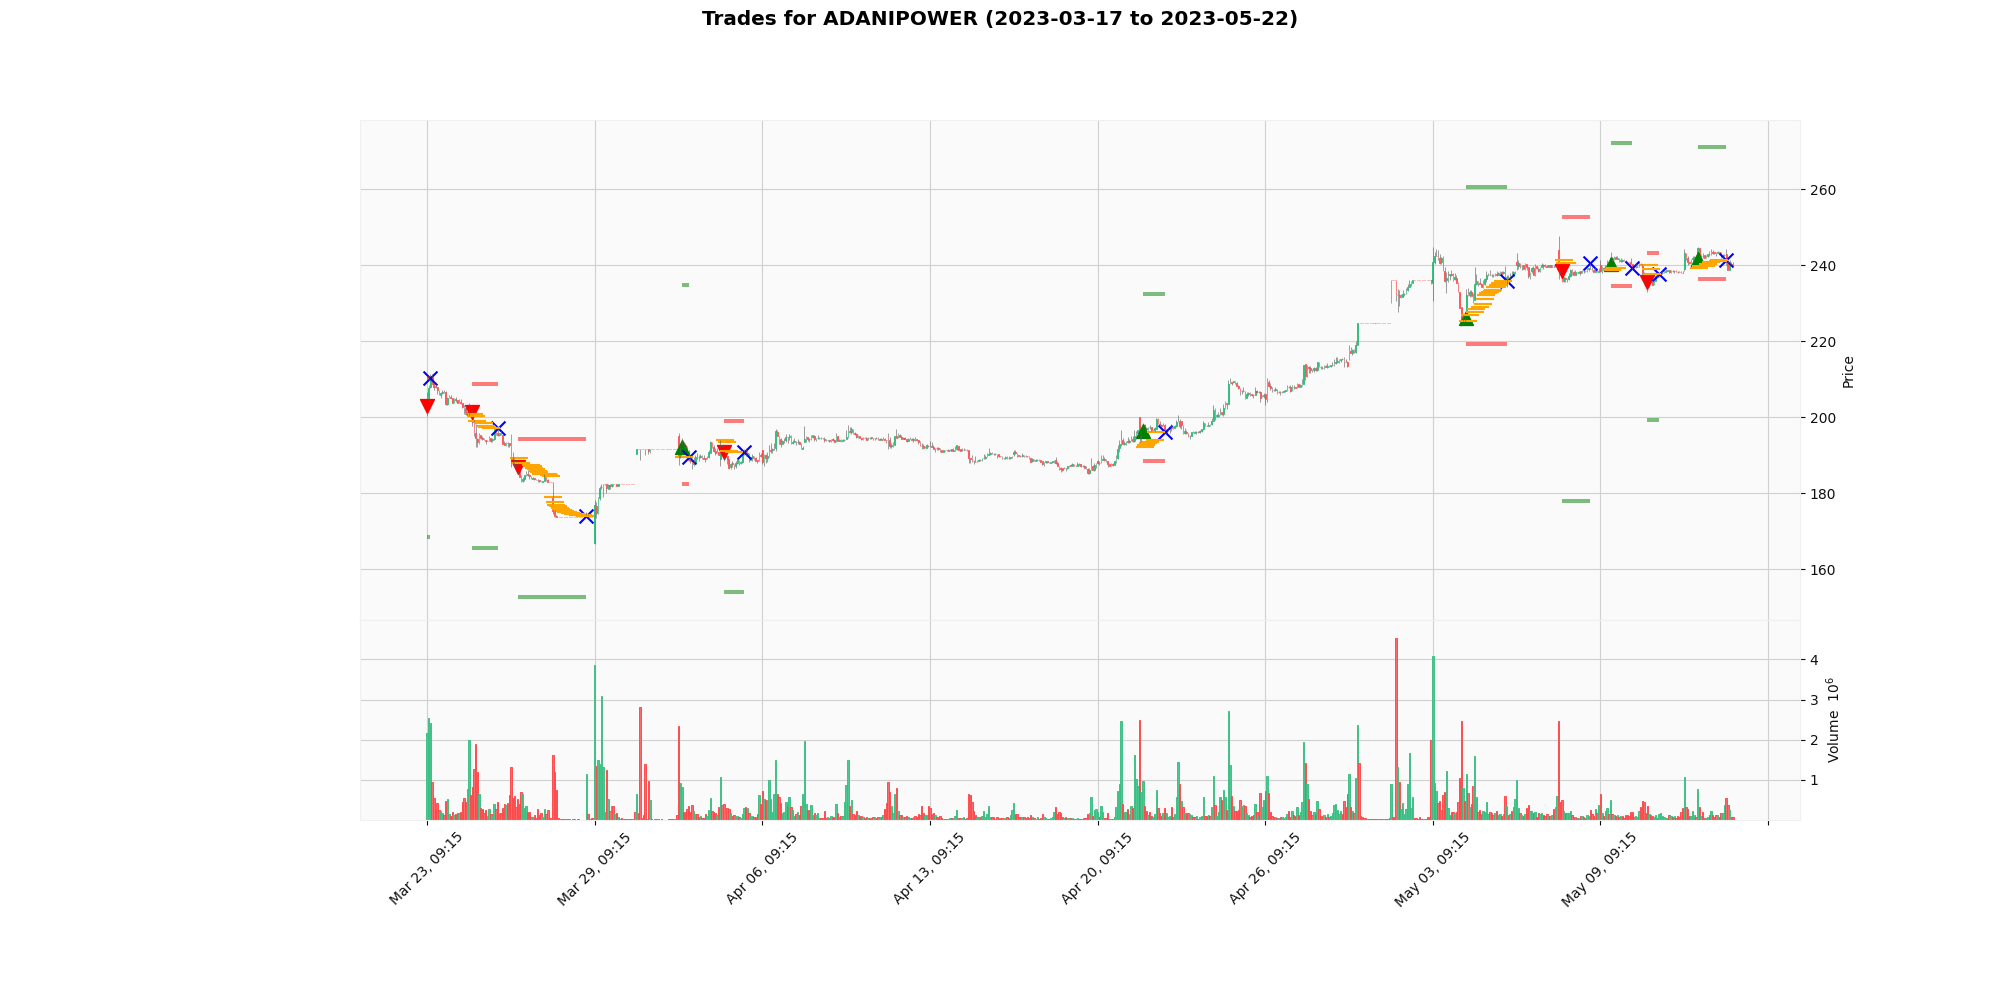 Trades for ADANIPOWER (2023-03-17 to 2023-05-22)
260
240
220
200
180
160
Price
4
3
2
1
Volume 10^6
Mar 23, 09:15
Mar 29, 09:15
Apr 06, 09:15
Apr 13, 09:15
Apr 20, 09:15
Apr 26, 09:15
May 03, 09:15
May 09, 09:15